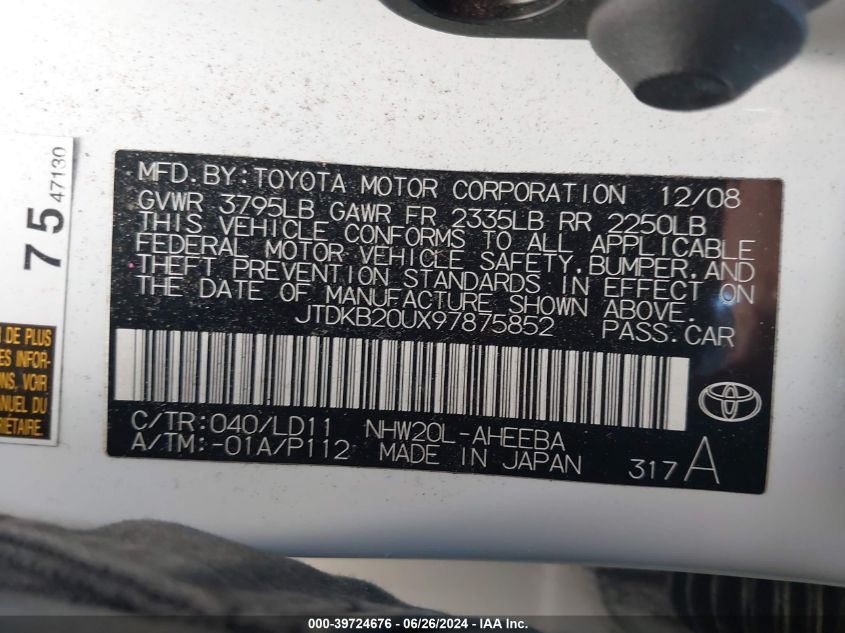 75 47130
MFD. BY: TOYOTA MOTOR CORPORATION 12/08
GVWR 3795LB GAWR FR 2335LB RR 2250LB
THIS VEHICLE CONFORMS TO ALL APPLICABLE
FEDERAL MOTOR VEHICLE SAFETY, BUMPER, AND
THEFT PREVENTION STANDARDS IN EFFECT ON
THE DATE OF MANUFACTURE SHOWN ABOVE.
JTDKB20UX97875852 PASS. CAR
C/TR: 040/LD11 NHW20L-AHEEBA
A/TM: -01A/P112 MADE IN JAPAN 317A
DE PLUS
ES INFOR-
NS, VOIR
NUEL DU
IÉTAIRE.
000-39724676 - 06/26/2024 - IAA Inc.